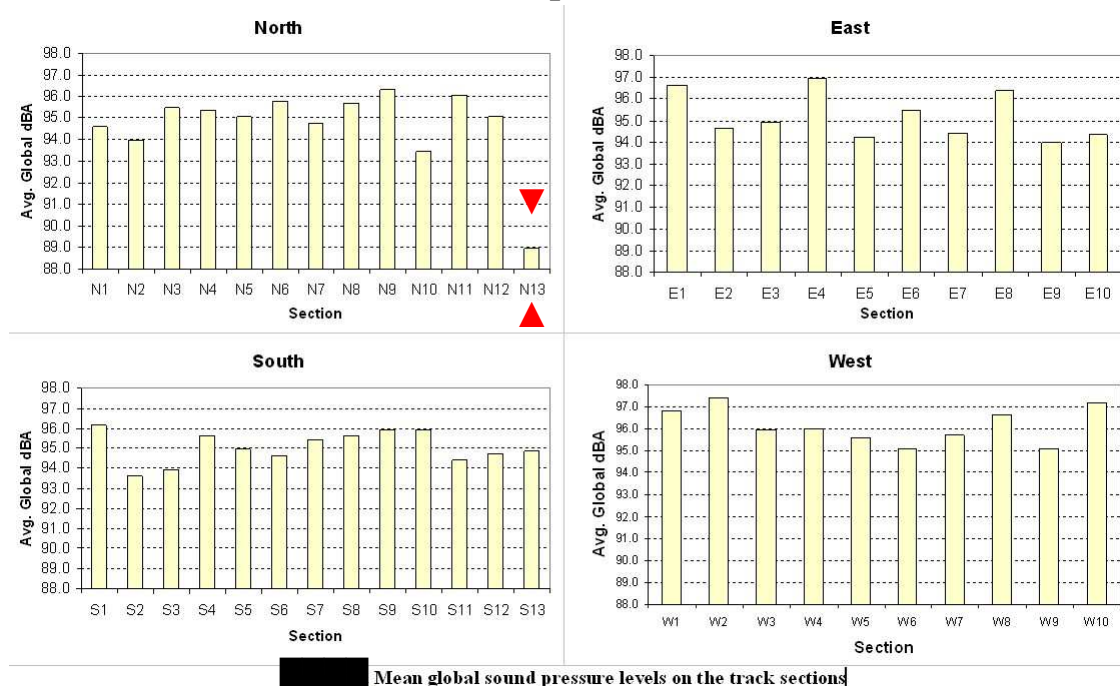 North
98.0
97.0
96.0
95.0
94.0
93.0
92.0
91.0
90.0
89.0
88.0
Avg. Global dBA
N1 N2 N3 N4 N5 N6 N7 N8 N9 N10 N11 N12 N13
Section
East
98.0
97.0
96.0
95.0
94.0
93.0
92.0
91.0
90.0
89.0
88.0
Avg. Global dBA
E1 E2 E3 E4 E5 E6 E7 E8 E9 E10
Section
South
98.0
97.0
96.0
95.0
94.0
93.0
92.0
91.0
90.0
89.0
88.0
Avg. Global dBA
S1 S2 S3 S4 S5 S6 S7 S8 S9 S10 S11 S12 S13
Section
West
98.0
97.0
96.0
95.0
94.0
93.0
92.0
91.0
90.0
89.0
88.0
Avg. Global dBA
W1 W2 W3 W4 W5 W6 W7 W8 W9 W10
Section
Mean global sound pressure levels on the track sections